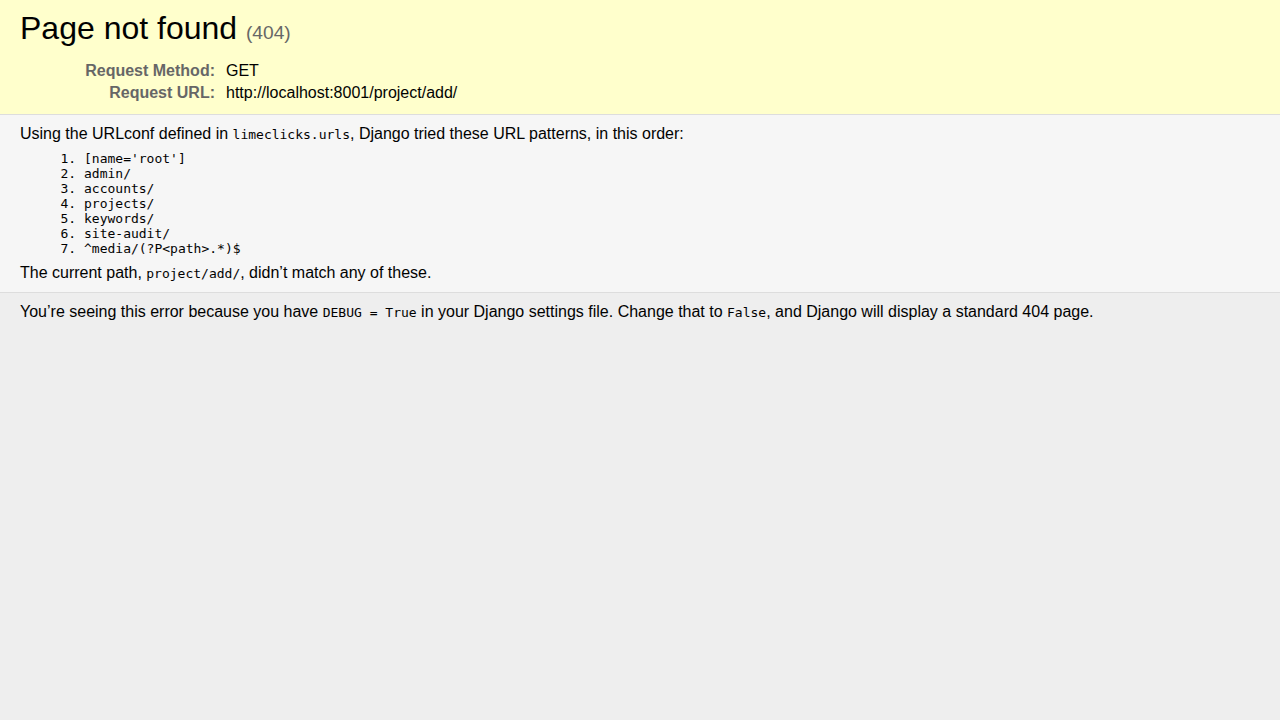 Page not found (404)
Request Method: GET
Request URL: http://localhost:8001/project/add/
Using the URLconf defined in limeclicks.urls, Django tried these URL patterns, in this order:
1. [name='root']
2. admin/
3. accounts/
4. projects/
5. keywords/
6. site-audit/
7. ^media/(?P<path>.*)$
The current path, project/add/, didn’t match any of these.
You’re seeing this error because you have DEBUG = True in your Django settings file. Change that to False, and Django will display a standard 404 page.